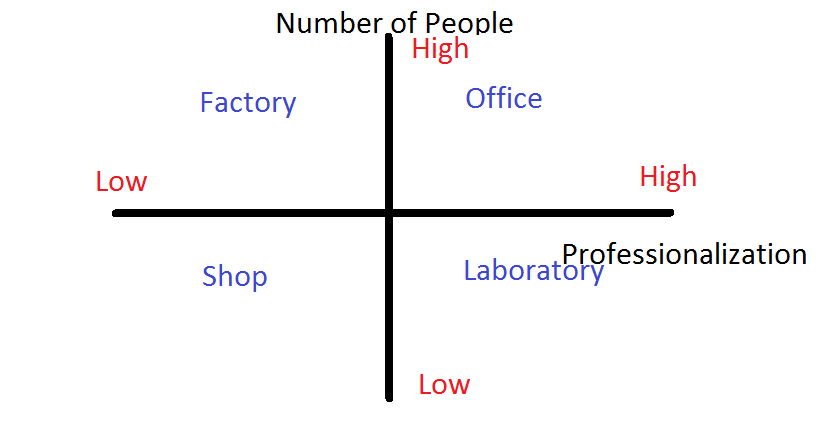 Number of People
High
Factory
Office
Low
High
Professionalization
Shop
Laboratory
Low